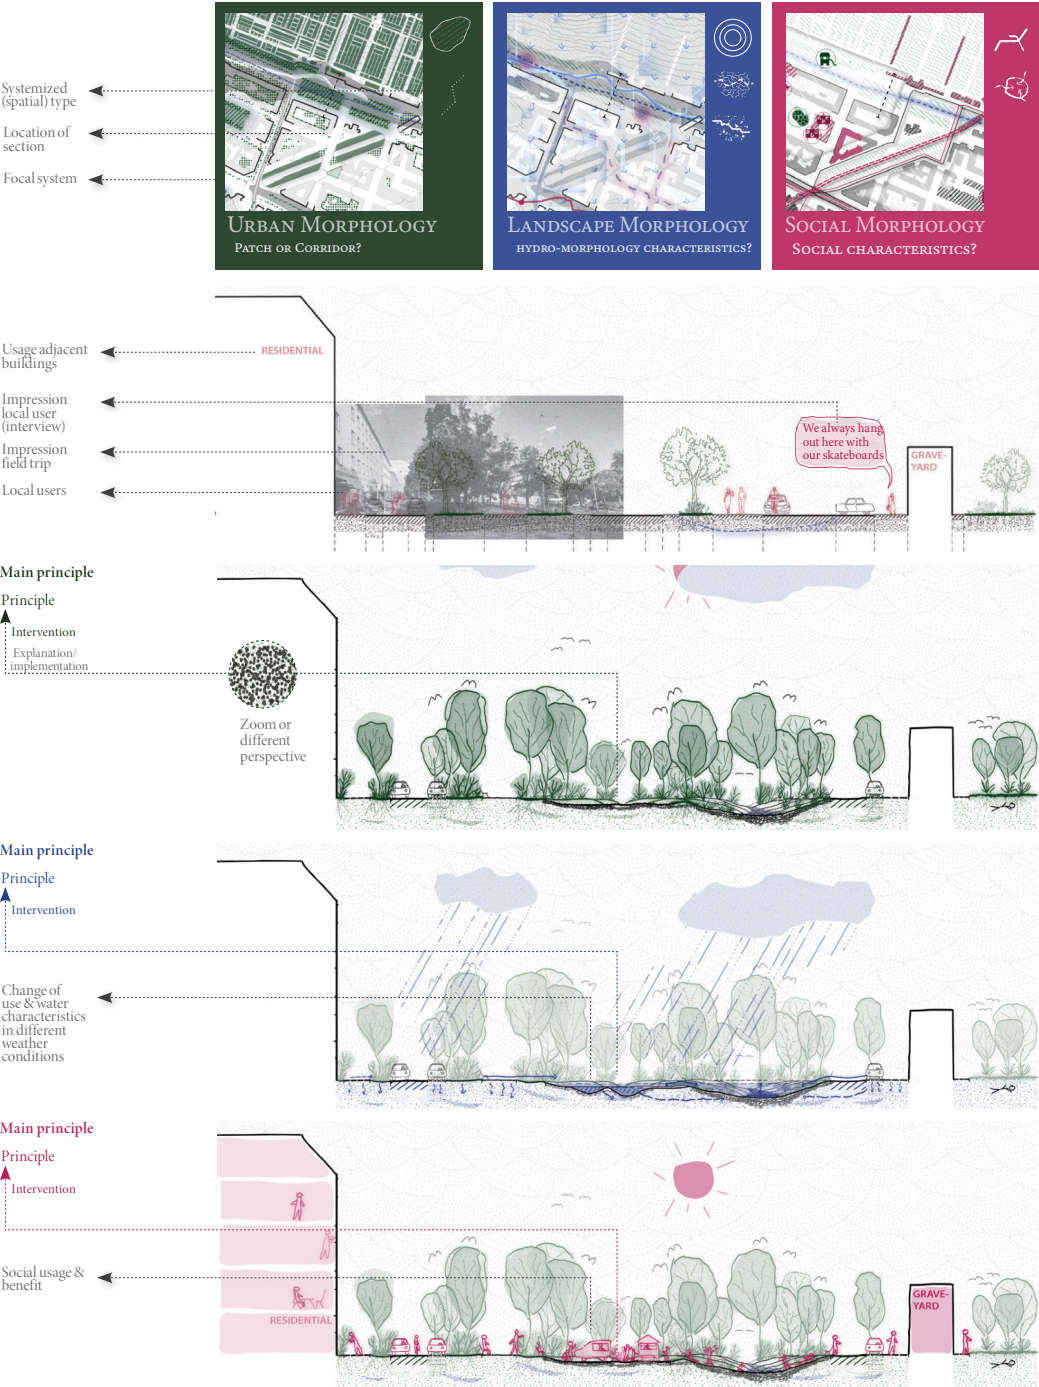 Systemized
(spatial) type
Location of
section
Focal system
Urban Morphology
Patch or Corridor?
Landscape Morphology
hydro-morphology characteristics?
Social Morphology
Social characteristics?
Usage adjacent
buildings
RESIDENTIAL
Impression
local user
(interview)
Impression
field trip
Local users
We always hang
out here with
our skateboards
GRAVE-
YARD
Main principle
Principle
Intervention
Explanation/
implementation
Zoom or
different
perspective
Main principle
Principle
Intervention
Change of
use & water
characteristics
in different
weather
conditions
Main principle
Principle
Intervention
Social usage &
benefit
RESIDENTIAL
GRAVE-
YARD